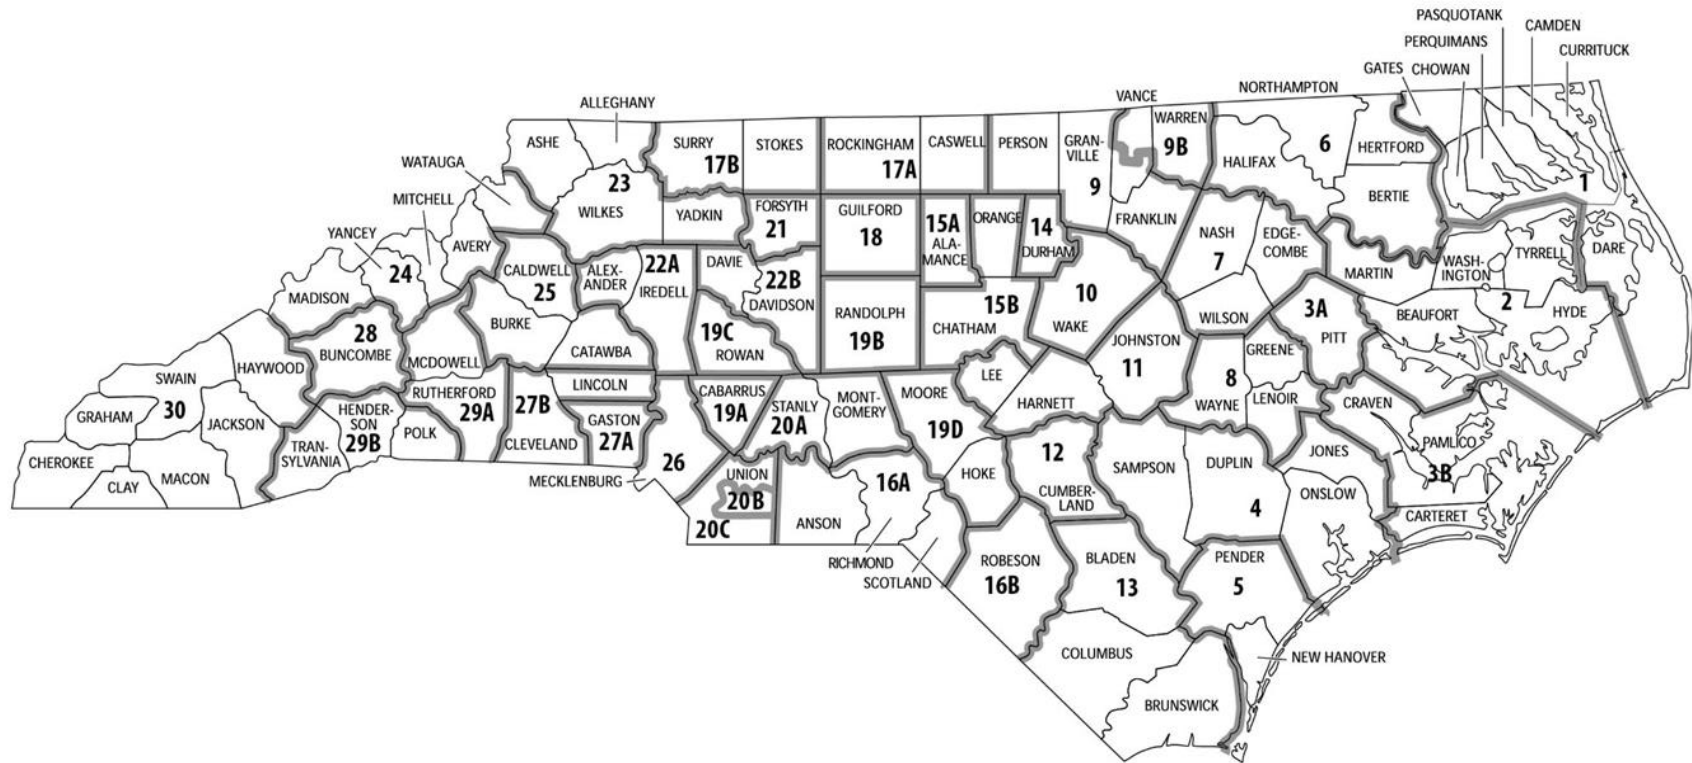 PASQUOTANK
CAMDEN
PERQUIMANS
CURRITUCK
GATES
CHOWAN
NORTHAMPTON
VANCE
ALLEGHANY
WARREN
9B
ASHE
SURRY
17B
STOKES
ROCKINGHAM
17A
CASWELL
PERSON
GRAN-
VILLE
9
HALIFAX
6
HERTFORD
WATAUGA
23
BERTIE
1
MITCHELL
WILKES
YADKIN
FORSYTH
21
GUILFORD
18
15A
ALA-
MANCE
ORANGE
14
DURHAM
FRANKLIN
NASH
7
EDGE-
COMBE
YANCEY
24
AVERY
CALDWELL
25
ALEX-
ANDER
22A
IREDELL
DAVIE
22B
DAVIDSON
MARTIN
WASH-
INGTON
TYRRELL
DARE
MADISON
10
WAKE
15B
CHATHAM
BURKE
19C
ROWAN
RANDOLPH
19B
WILSON
3A
PITT
BEAUFORT
2
HYDE
28
BUNCOMBE
MCDOWELL
CATAWBA
JOHNSTON
11
GREENE
HAYWOOD
SWAIN
30
RUTHERFORD
29A
27B
CLEVELAND
LINCOLN
CABARRUS
19A
STANLY
20A
MONT-
GOMERY
MOORE
19D
LEE
HARNETT
8
WAYNE
LENOIR
CRAVEN
GRAHAM
JACKSON
HENDER-
SON
29B
POLK
GASTON
27A
TRAN-
SYLVANIA
CHEROKEE
CLAY
MACON
MECKLENBURG
26
UNION
20B
20C
ANSON
16A
HOKE
12
CUMBER-
LAND
SAMPSON
DUPLIN
4
JONES
PAMLICO
3B
ONSLOW
CARTERET
RICHMOND
SCOTLAND
ROBESON
16B
BLADEN
13
PENDER
5
COLUMBUS
NEW HANOVER
BRUNSWICK